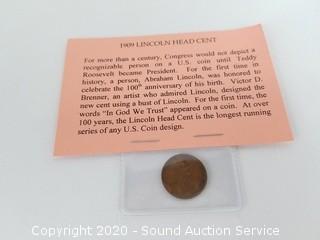 1909 LINCOLN HEAD CENT
For more than a century, Congress would not depict a
recognizable person on a U.S. coin until Teddy
Roosevelt became President. For the first time in
history, a person, Abraham Lincoln, was honored to
celebrate the 100th anniversary of his birth. Victor D.
Brenner, an artist who admired Lincoln, designed the
new cent using a bust of Lincoln. For the first time, the
words "In God We Trust" appeared on a coin. At over
100 years, the Lincoln Head Cent is the longest running
series of any U.S. Coin design.
Copyright 2020 - Sound Auction Service